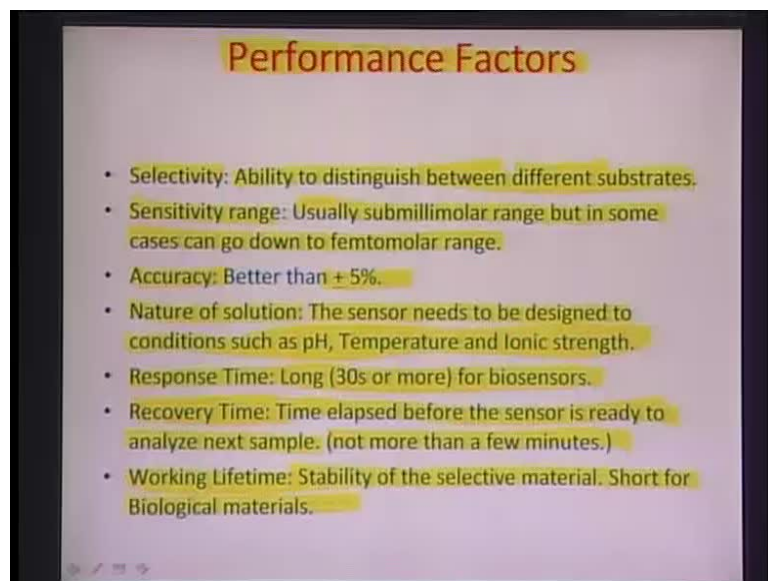 Performance Factors
• Selectivity: Ability to distinguish between different substrates.
• Sensitivity range: Usually submillimolar range but in some
cases can go down to femtomolar range.
• Accuracy: Better than + 5%.
• Nature of solution: The sensor needs to be designed to
conditions such as pH, Temperature and Ionic strength.
• Response Time: Long (30s or more) for biosensors.
• Recovery Time: Time elapsed before the sensor is ready to
analyze next sample. (not more than a few minutes.)
• Working Lifetime: Stability of the selective material. Short for
Biological materials.